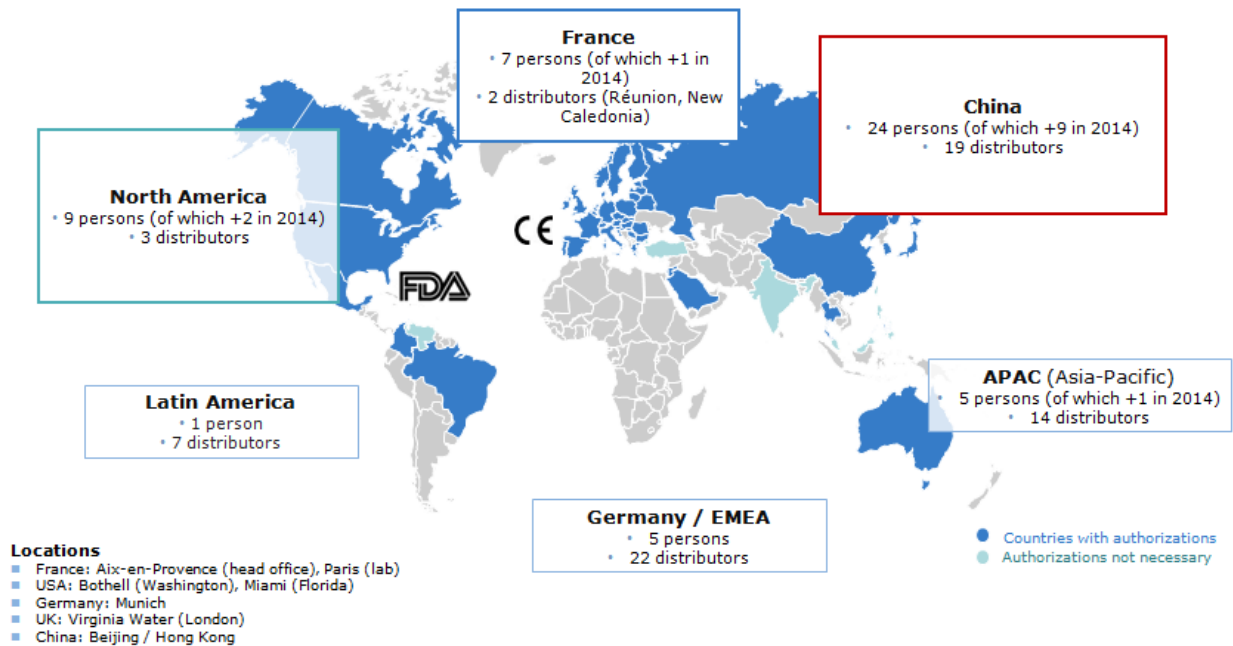 France
• 7 persons (of which +1 in
2014)
• 2 distributors (Réunion, New
Caledonia)
China
• 24 persons (of which +9 in 2014)
• 19 distributors
North America
• 9 persons (of which +2 in 2014)
• 3 distributors
CE
FDA
Latin America
• 1 person
• 7 distributors
APAC (Asia-Pacific)
• 5 persons (of which +1 in 2014)
• 14 distributors
Germany / EMEA
• 5 persons
• 22 distributors
Countries with authorizations
Authorizations not necessary
Locations
France: Aix-en-Provence (head office), Paris (lab)
USA: Bothell (Washington), Miami (Florida)
Germany: Munich
UK: Virginia Water (London)
China: Beijing / Hong Kong